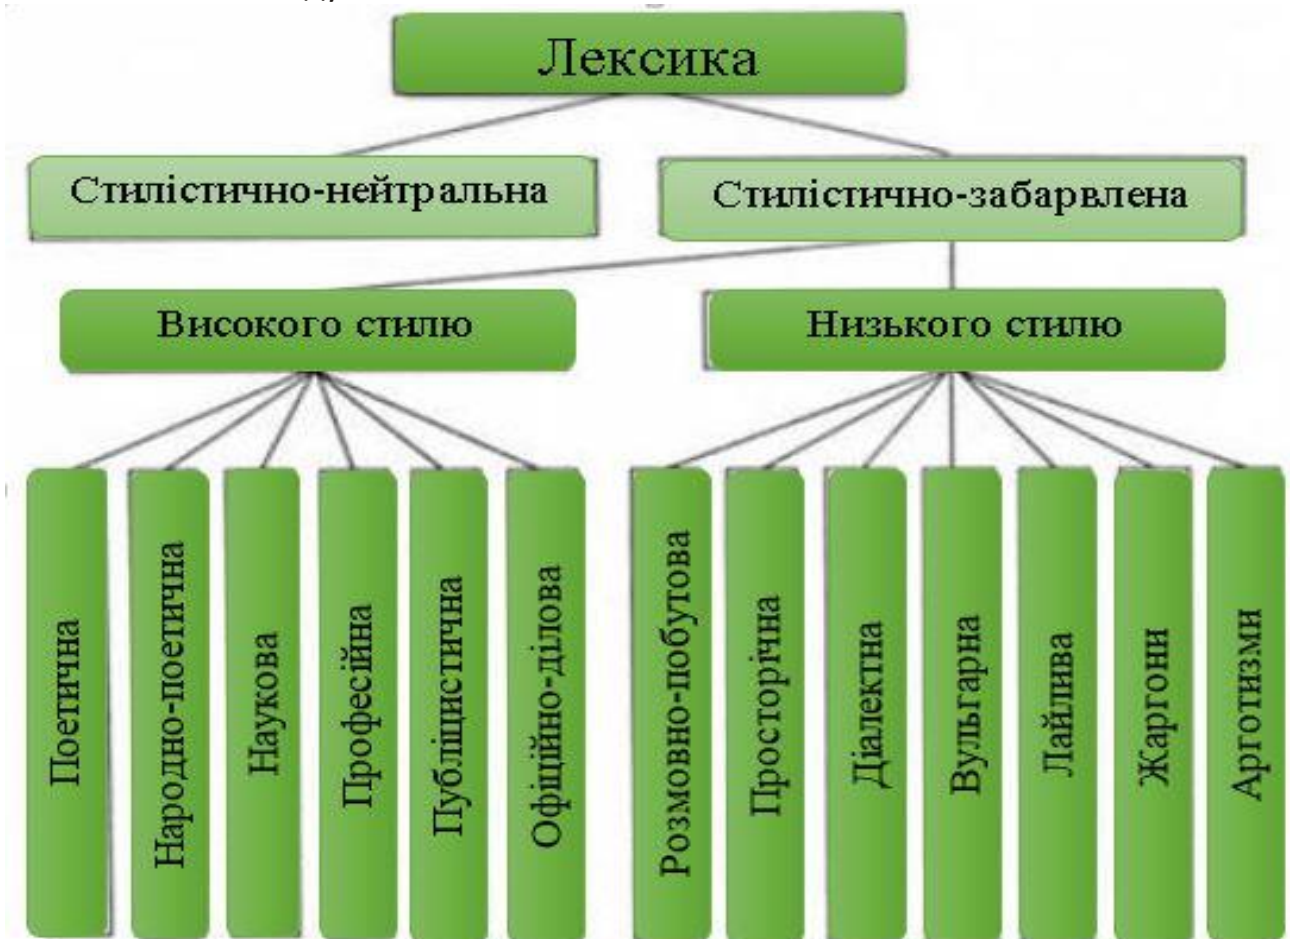 Лексика
Стилістично-нейтральна
Стилістично-забарвлена
Високого стилю
Низького стилю
Поетична
Народно-поетична
Наукова
Професійна
Публіцистична
Офіційно-ділова
Розмовно-побутова
Просторічна
Діалектна
Вульгарна
Лайлива
Жаргони
Арготизми